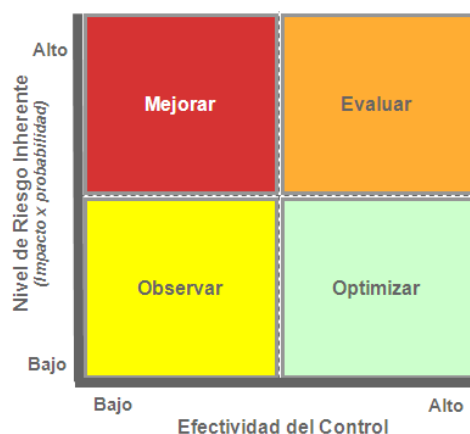 Alto
Mejorar
Evaluar
Nivel de Riesgo Inherente
(Impacto x probabilidad)
Observar
Optimizar
Bajo
Bajo
Alto
Efectividad del Control